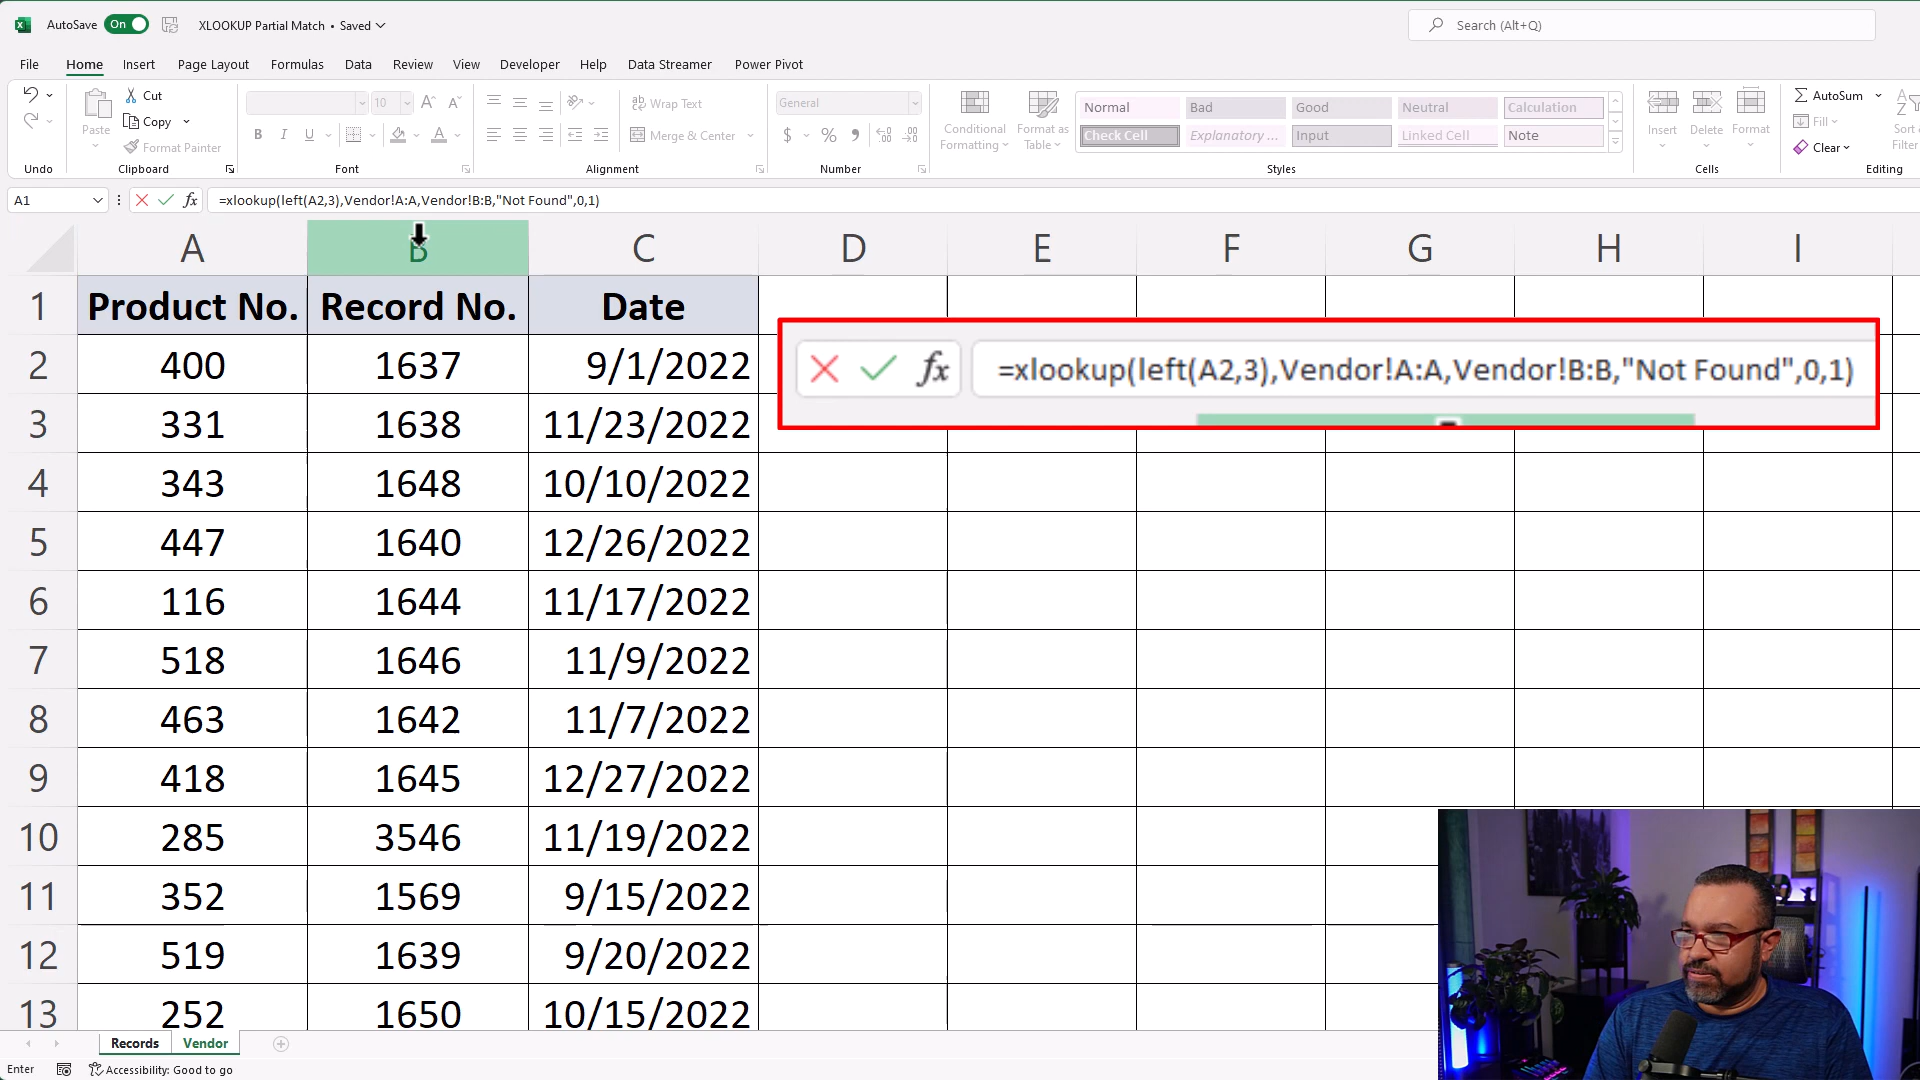 AutoSave On XLOOKUP Partial Match • Saved Search (Alt+Q)
File Home Insert Page Layout Formulas Data Review View Developer Help Data Streamer Power Pivot
Paste Cut Copy Format Painter
10
B I U A
Wrap Text
Merge & Center
General
$ %
Conditional Formatting Format as Table
Normal Bad Good Neutral Calculation
Check Cell Explanatory ... Input Linked Cell Note
Insert Delete Format
AutoSum
Fill
Clear
Sort
Filter
Undo Clipboard Font Alignment Number Styles Cells Editing
A1 fx =xlookup(left(A2,3),Vendor!A:A,Vendor!B:B,"Not Found",0,1)
A B C D E F G H I
1 Product No. Record No. Date
2 400 1637 9/1/2022
fx =xlookup(left(A2,3),Vendor!A:A,Vendor!B:B,"Not Found",0,1)
3 331 1638 11/23/2022
4 343 1648 10/10/2022
5 447 1640 12/26/2022
6 116 1644 11/17/2022
7 518 1646 11/9/2022
8 463 1642 11/7/2022
9 418 1645 12/27/2022
10 285 3546 11/19/2022
11 352 1569 9/15/2022
12 519 1639 9/20/2022
13 252 1650 10/15/2022
Records Vendor
Enter Accessibility: Good to go